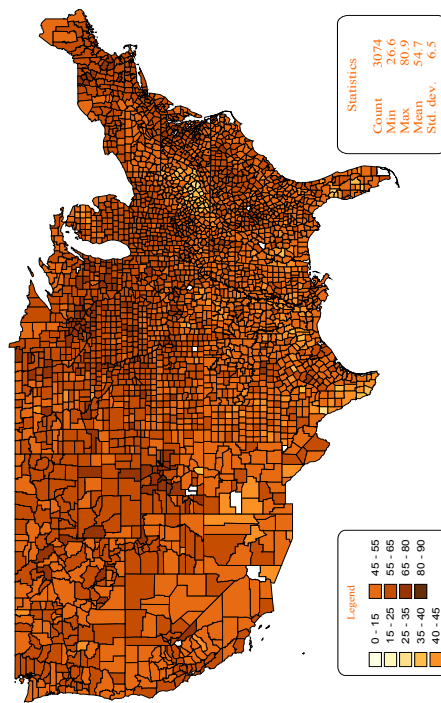 Legend
0 - 15
15 - 25
25 - 35
35 - 40
40 - 45
45 - 55
55 - 65
65 - 80
80 - 90
Statistics
Count 3074
Min 26.6
Max 80.9
Mean 54.7
Std. dev. 6.5